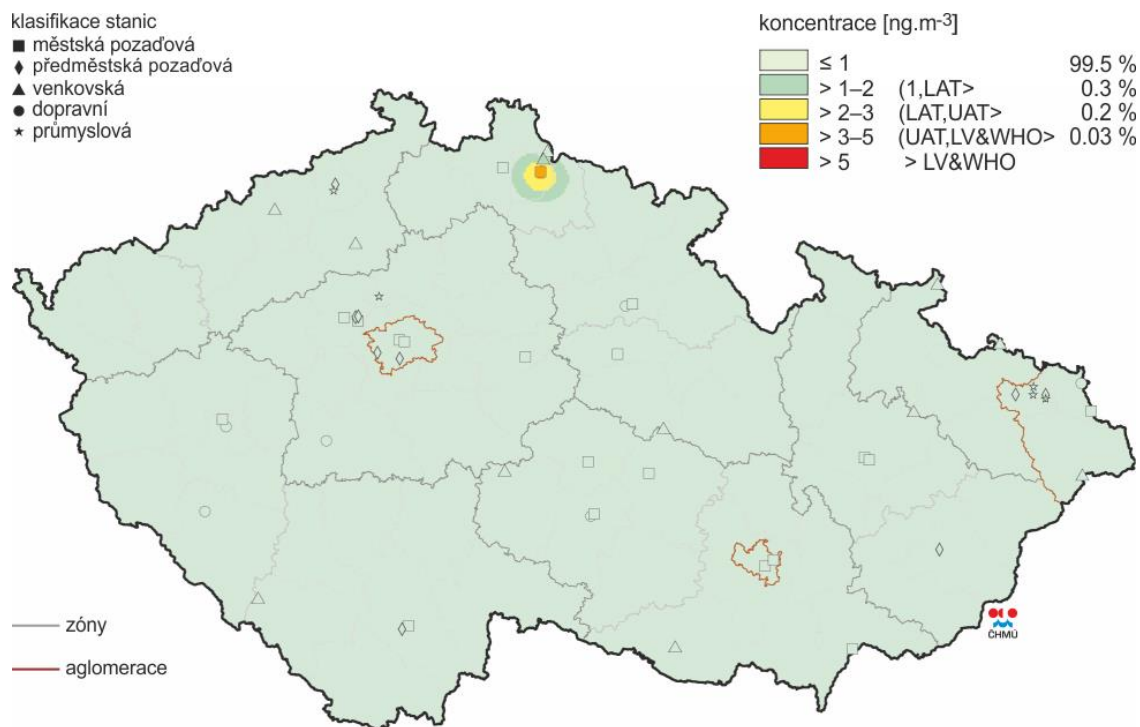 klasifikace stanic
městská pozaďová
předměstská pozaďová
venkovská
dopravní
průmyslová
koncentrace [ng.m-3]
≤ 1 99.5 %
> 1–2 (1,LAT> 0.3 %
> 2–3 (LAT,UAT> 0.2 %
> 3–5 (UAT,LV&WHO> 0.03 %
> 5 > LV&WHO
zóny
aglomerace
ČHMÚ